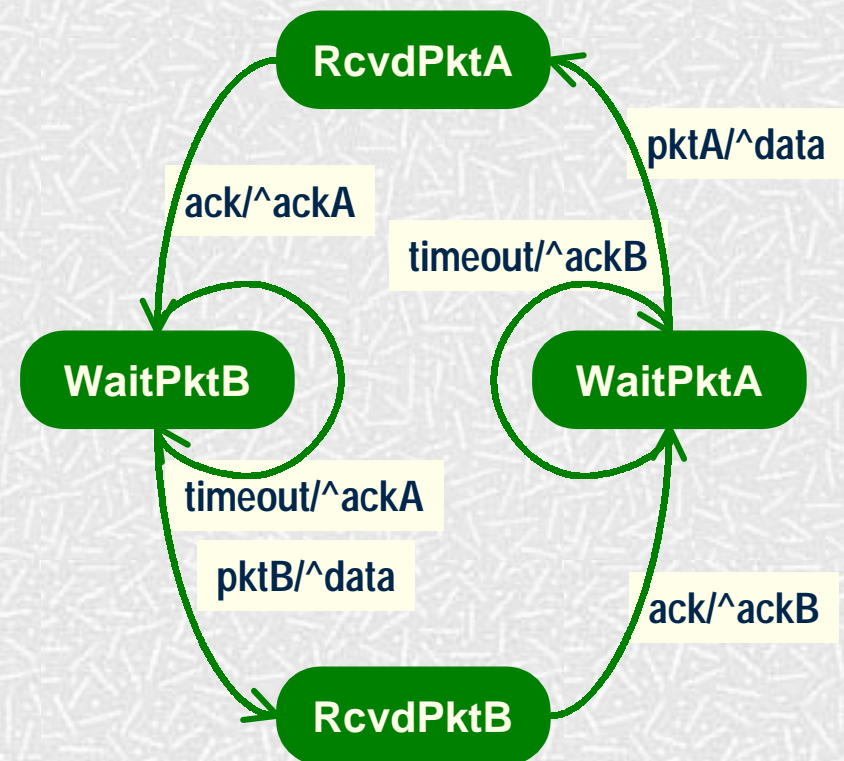 RcvdPktA
pktA/^data
ack/^ackA
timeout/^ackB
WaitPktB
WaitPktA
timeout/^ackA
pktB/^data
ack/^ackB
RcvdPktB